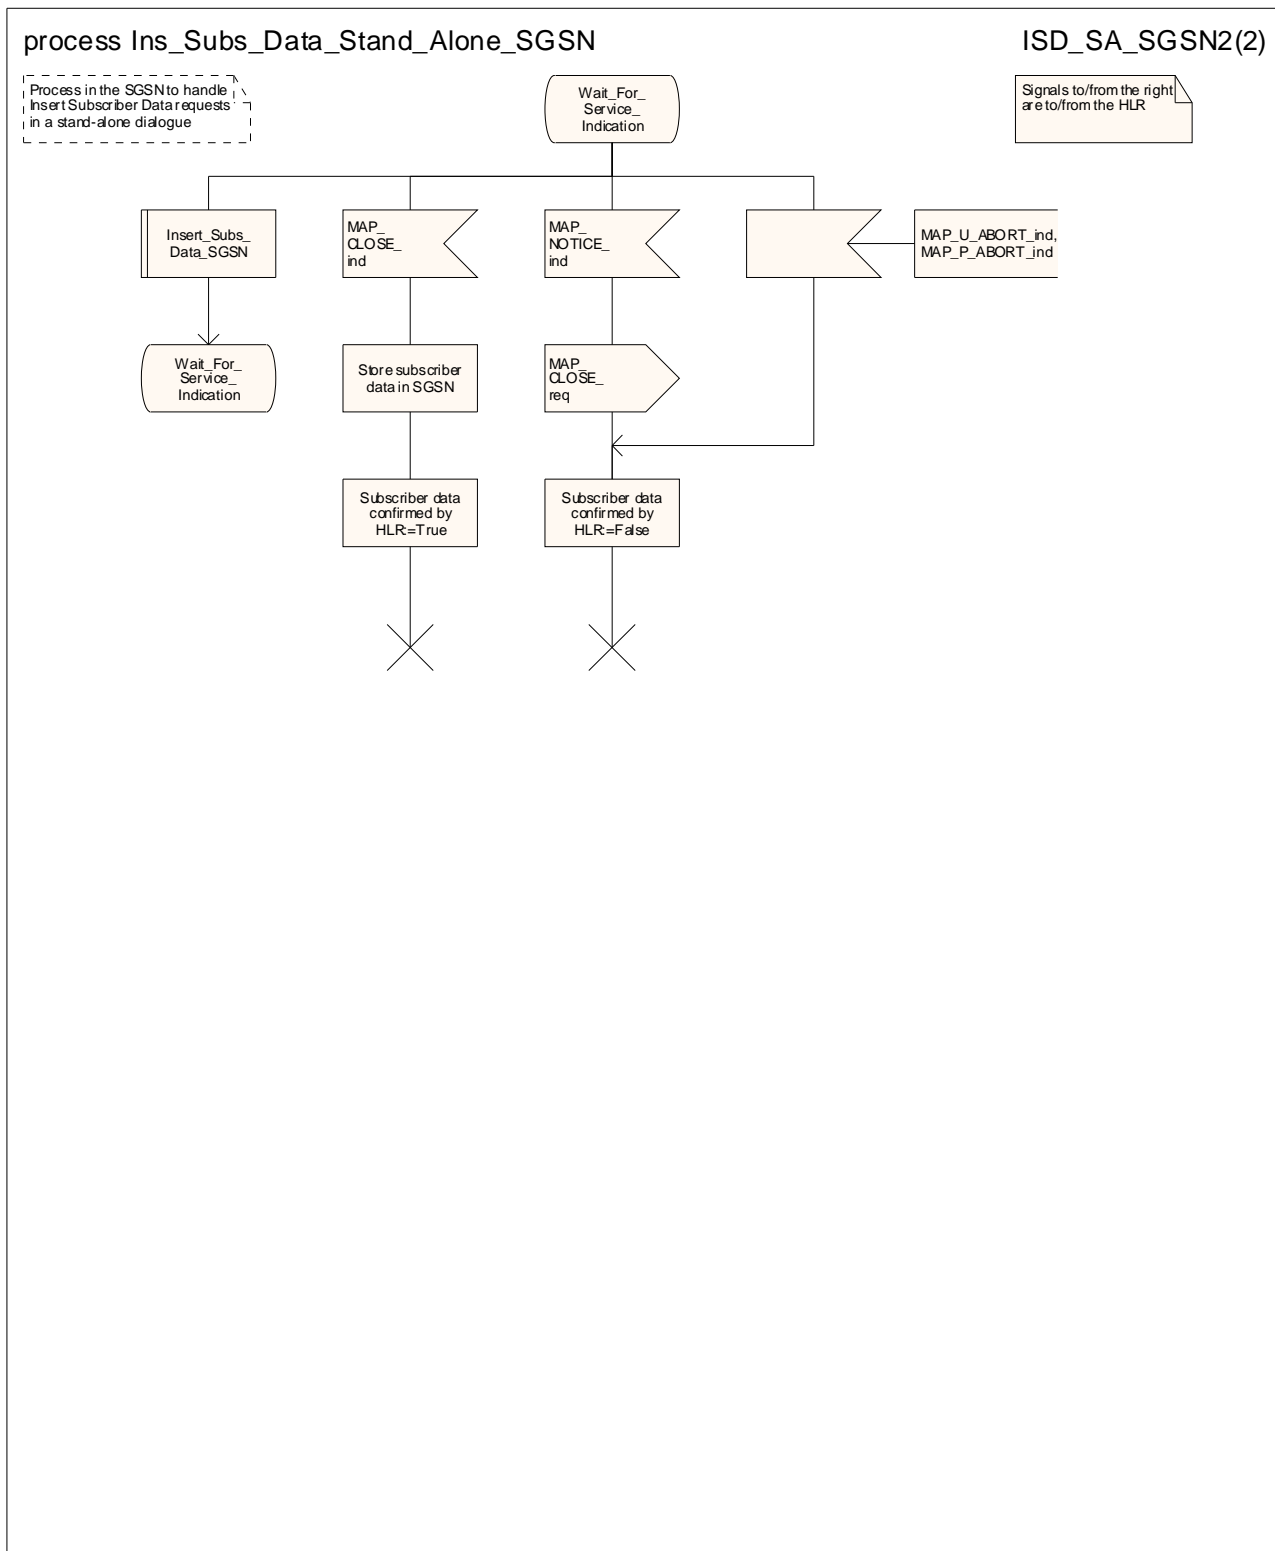 process Ins_Subs_Data_Stand_Alone_SGSN
ISD_SA_SGSN2(2)
Process in the SGSN to handle
Insert Subscriber Data requests
in a stand-alone dialogue
Wait_For_
Service_
Indication
Signals to/from the right
are to/from the HLR
Insert_Subs_
Data_SGSN
MAP_
CLOSE_
ind
MAP_
NOTICE_
ind
MAP_U_ABORT_ind,
MAP_P_ABORT_ind
Wait_For_
Service_
Indication
Store subscriber
data in SGSN
MAP_
CLOSE_
req
Subscriber data
confirmed by
HLR:=True
Subscriber data
confirmed by
HLR:=False